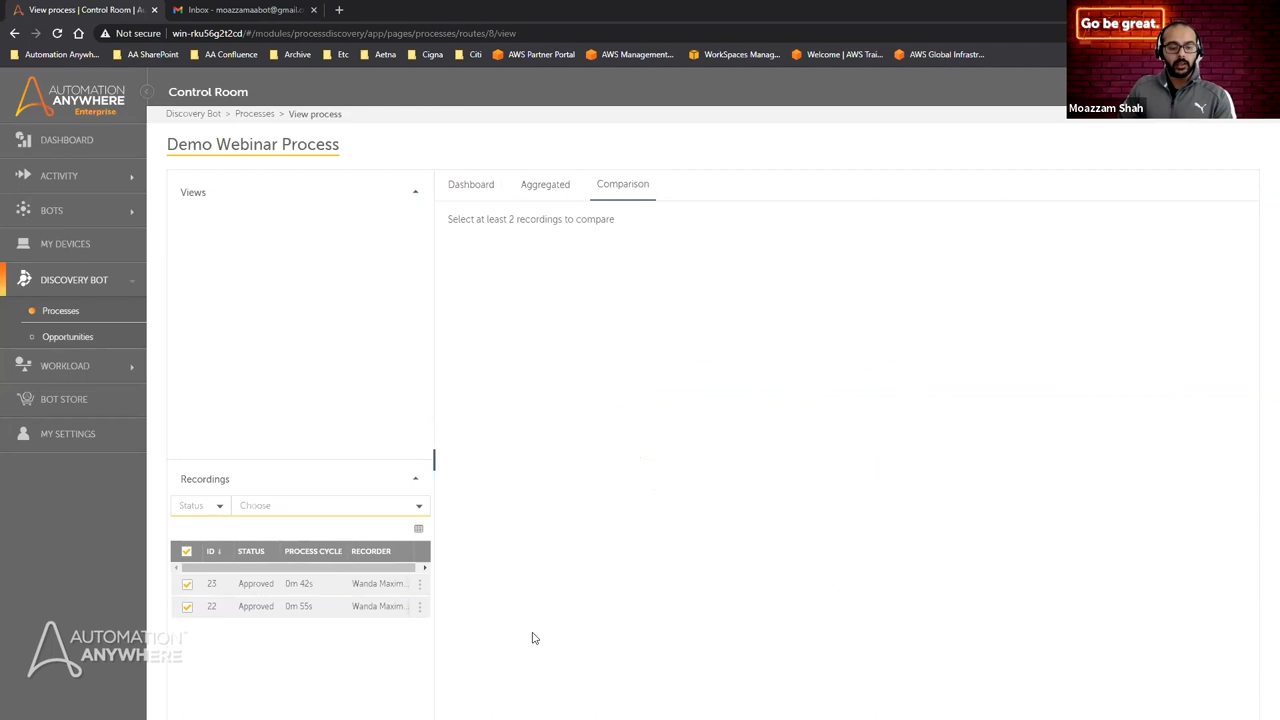 View process | Control Room | Au
Inbox - moazzamaabot@gmail.c
Not secure
win-rku56g2t2cd/#/modules/processdiscovery/app/pages/processes/routes/8/view
Automation Anywhere...
AA SharePoint
AA Community
Archive
Etc
Aetna
Cigna
Citi
AWS Partner Portal
AWS Management...
WorkSpaces Manag...
Welcome | AWS Trai...
AWS Global Infrastr...
Go be great.
Moazzam Shah
AUTOMATION
ANYWHERE
Enterprise
Control Room
Discovery Bot > Processes > View process
Demo Webinar Process
DASHBOARD
ACTIVITY
BOTS
MY DEVICES
DISCOVERY BOT
Processes
Opportunities
WORKLOAD
BOT STORE
MY SETTINGS
Views
Dashboard
Aggregated
Comparison
Select at least 2 recordings to compare
Recordings
Status
Choose
ID
STATUS
PROCESS CYCLE
RECORDER
23
Approved
0m 42s
Wanda Maxim...
22
Approved
0m 55s
Wanda Maxim...
AUTOMATION
ANYWHERE